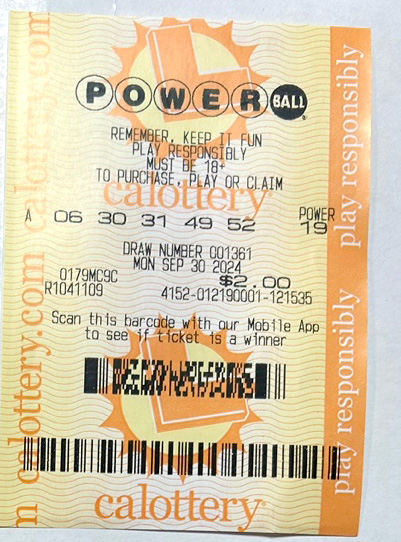 POWERBALL
REMEMBER, KEEP IT FUN
PLAY RESPONSIBLY
MUST BE 18+
TO PURCHASE, PLAY OR CLAIM
calottery
A 06 30 31 49 52 POWER 19
DRAW NUMBER 001361
MON SEP 30 2024
0179MC9C $2.00
R1041109 4152-012190001-121535
Scan this barcode with our Mobile App
to see if ticket is a winner
calottery
calottery.com
calottery.com
play responsibly
play responsibly